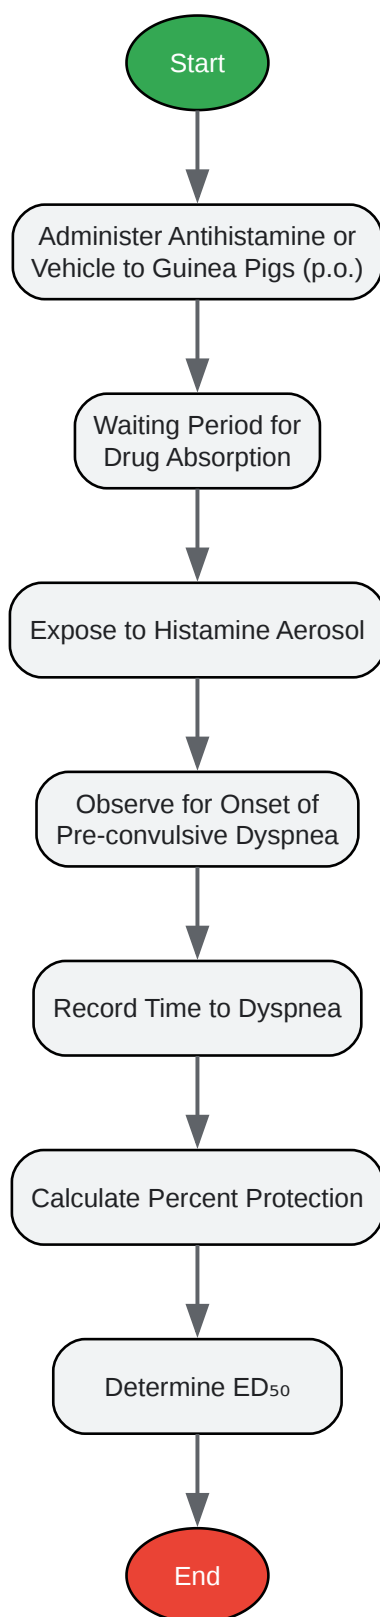 Start
Administer Antihistamine or
Vehicle to Guinea Pigs (p.o.)
Waiting Period for
Drug Absorption
Expose to Histamine Aerosol
Observe for Onset of
Pre-convulsive Dyspnea
Record Time to Dyspnea
Calculate Percent Protection
Determine ED₅₀
End